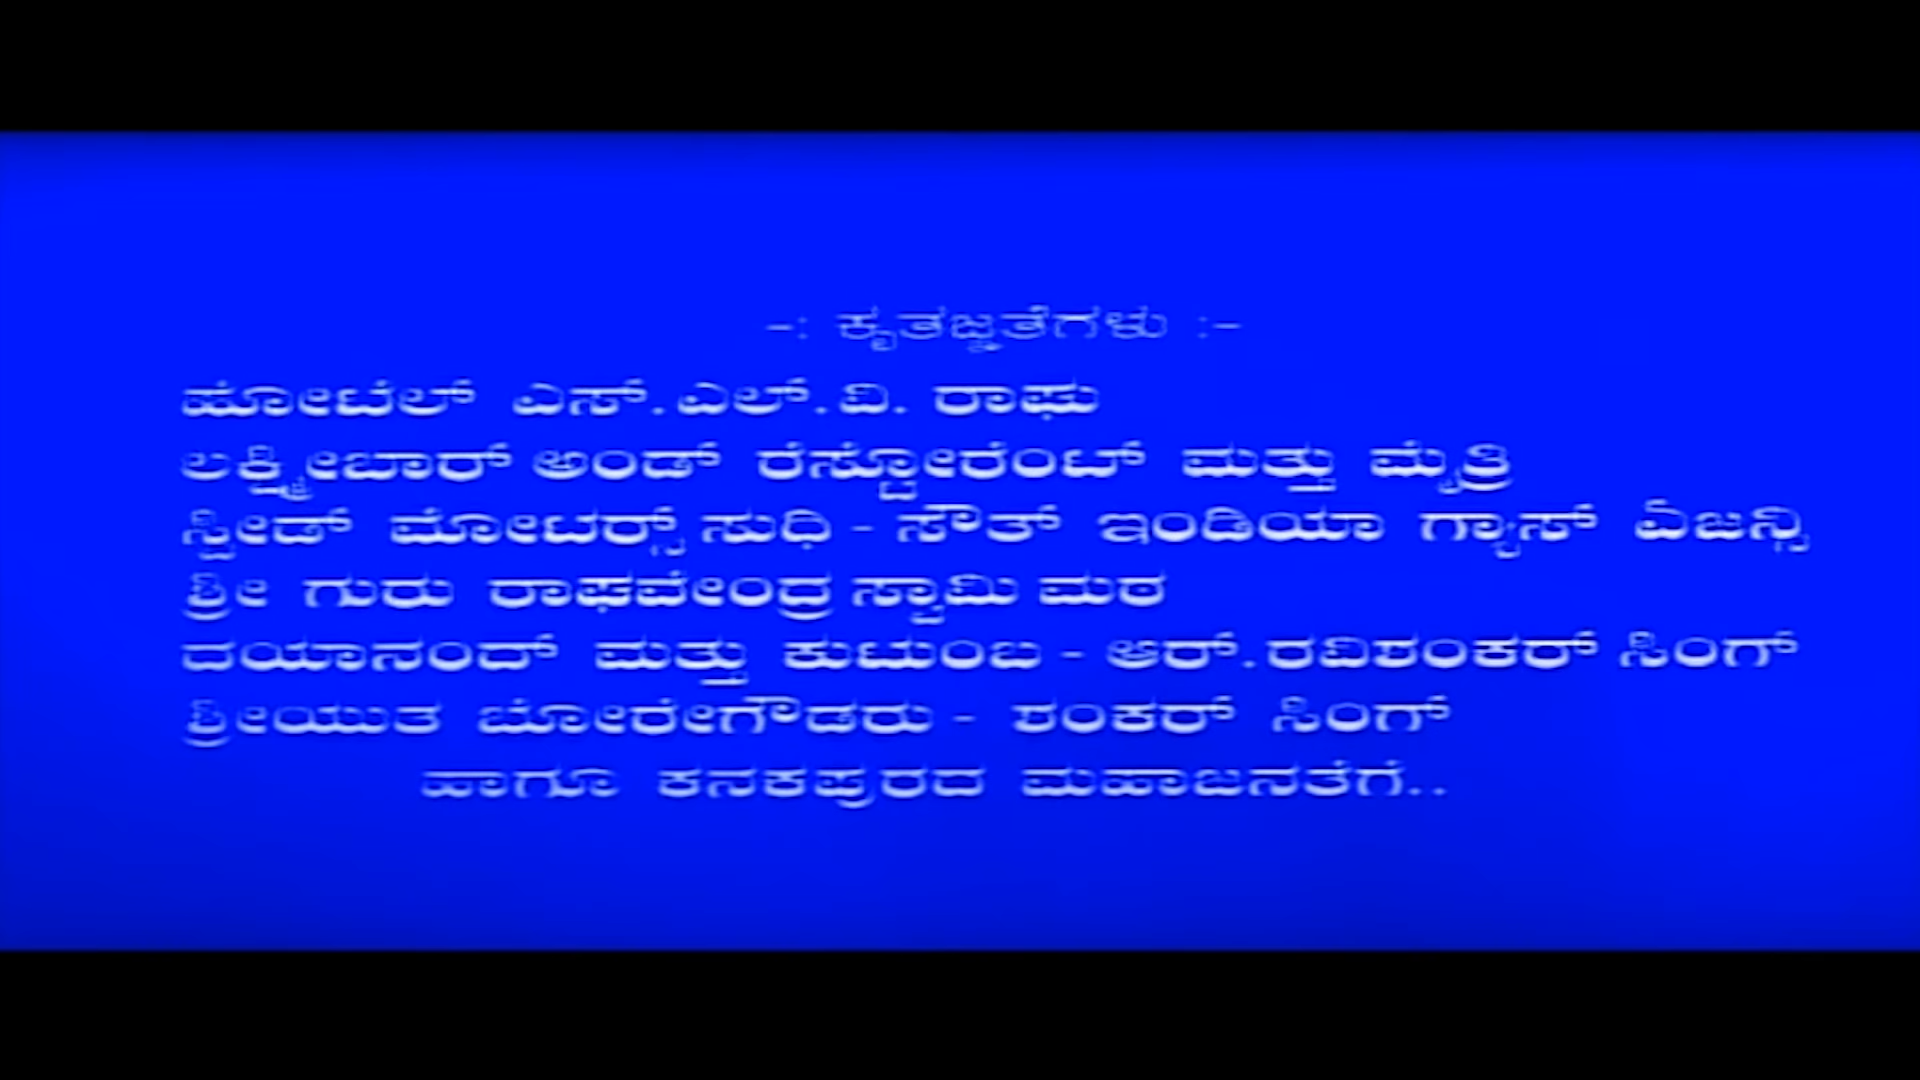 -: ಕೃತಜ್ಞತೆಗಳು :-
ಹೋಟೆಲ್ ಎಸ್.ಎಲ್.ವಿ. ರಾಘು
ಲಕ್ಷ್ಮೀಬಾರ್ ಅಂಡ್ ರೆಸ್ಟೋರೆಂಟ್ ಮತ್ತು ಮೈತ್ರಿ
ಸ್ಪೀಡ್ ಮೋಟರ್ಸ್ ಸುಧಿ - ಸೌತ್ ಇಂಡಿಯಾ ಗ್ಯಾಸ್ ಏಜನ್ಸಿ
ಶ್ರೀ ಗುರು ರಾಘವೇಂದ್ರ ಸ್ವಾಮಿ ಮಠ
ದಯಾನಂದ್ ಮತ್ತು ಕುಟುಂಬ - ಆರ್.ರವಿಶಂಕರ್ ಸಿಂಗ್
ಶ್ರೀಯುತ ಬೋರೇಗೌಡರು - ಶಂಕರ್ ಸಿಂಗ್
ಹಾಗೂ ಕನಕಪುರದ ಮಹಾಜನತೆಗೆ..